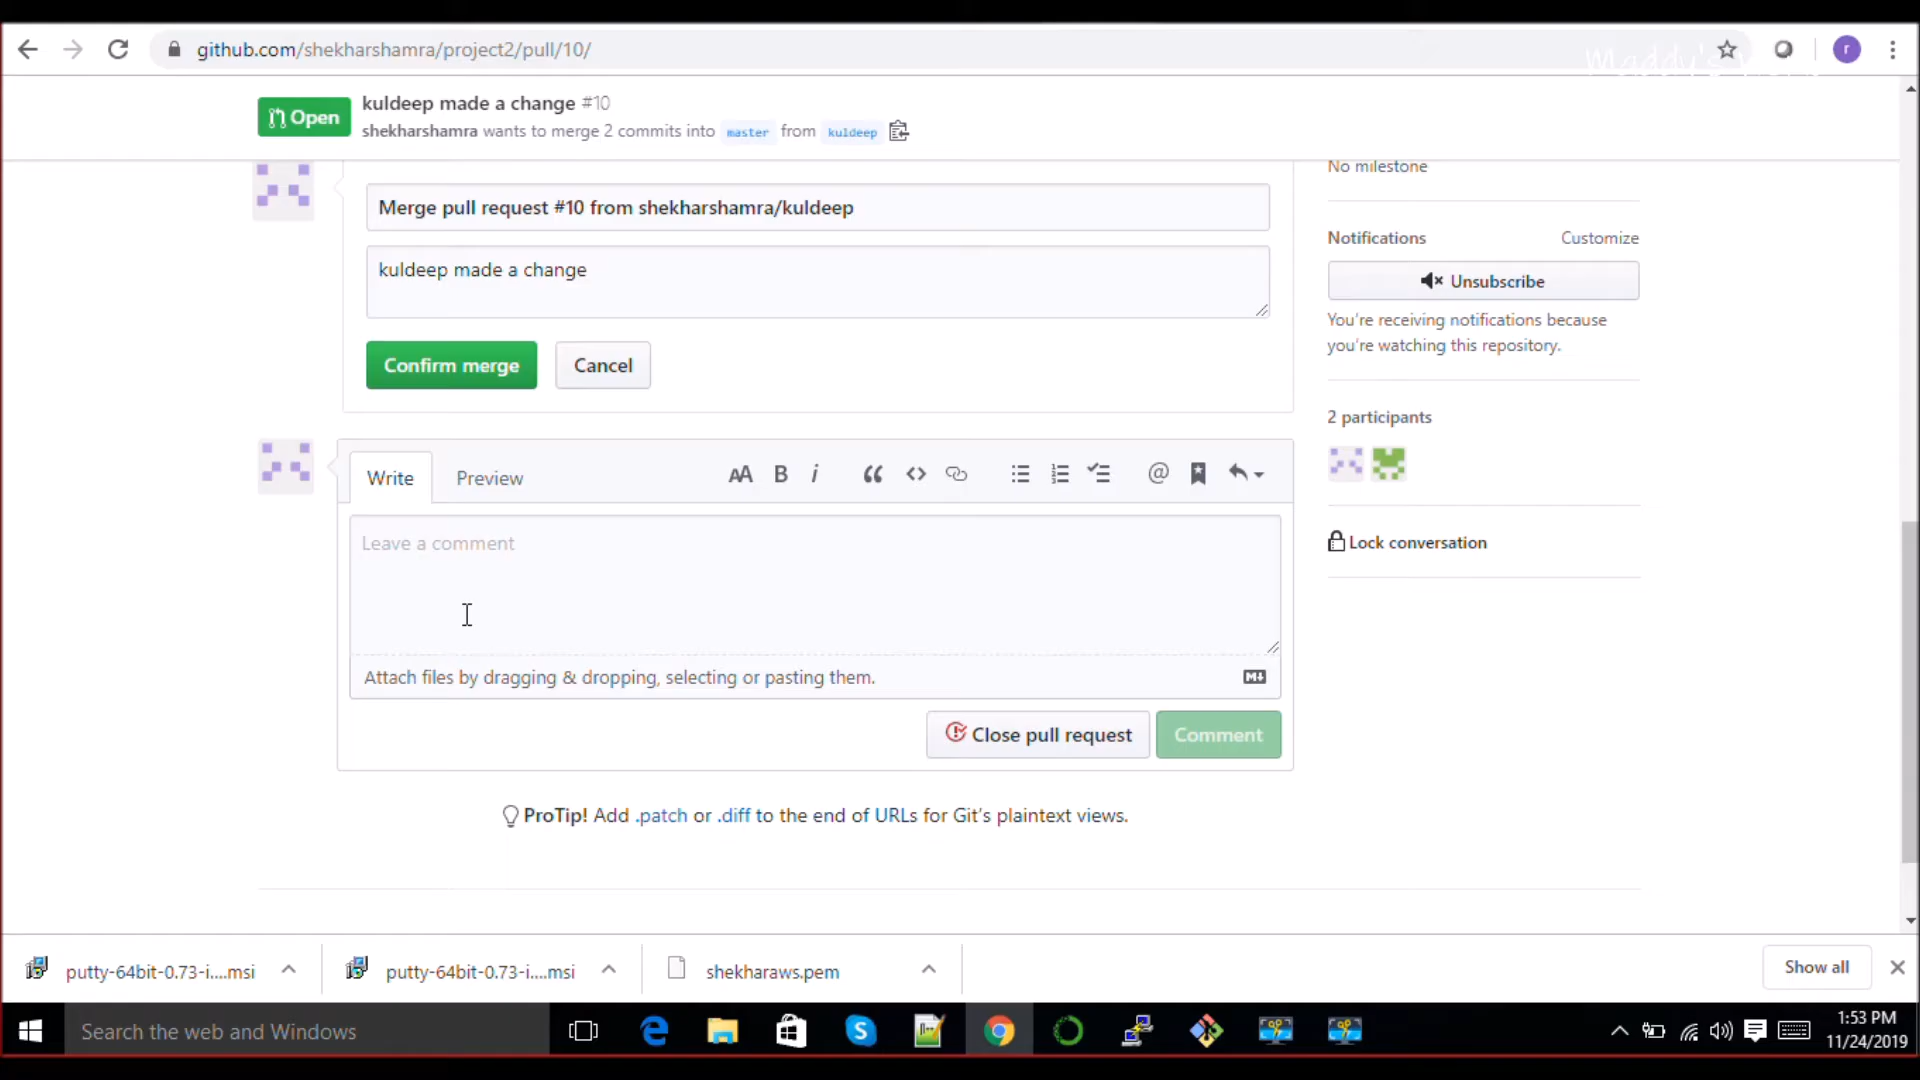 github.com/shekharshamra/project2/pull/10/
r
Open
kuldeep made a change #10
shekharshamra wants to merge 2 commits into master from kuldeep
No milestone
Merge pull request #10 from shekharshamra/kuldeep
kuldeep made a change
Confirm merge
Cancel
Notifications
Customize
Unsubscribe
You're receiving notifications because
you're watching this repository.
2 participants
Lock conversation
Write
Preview
AA B i
Leave a comment
Attach files by dragging & dropping, selecting or pasting them.
Close pull request
Comment
ProTip! Add .patch or .diff to the end of URLs for Git's plaintext views.
putty-64bit-0.73-i....msi
putty-64bit-0.73-i....msi
shekharaws.pem
Show all
Search the web and Windows
1:53 PM
11/24/2019